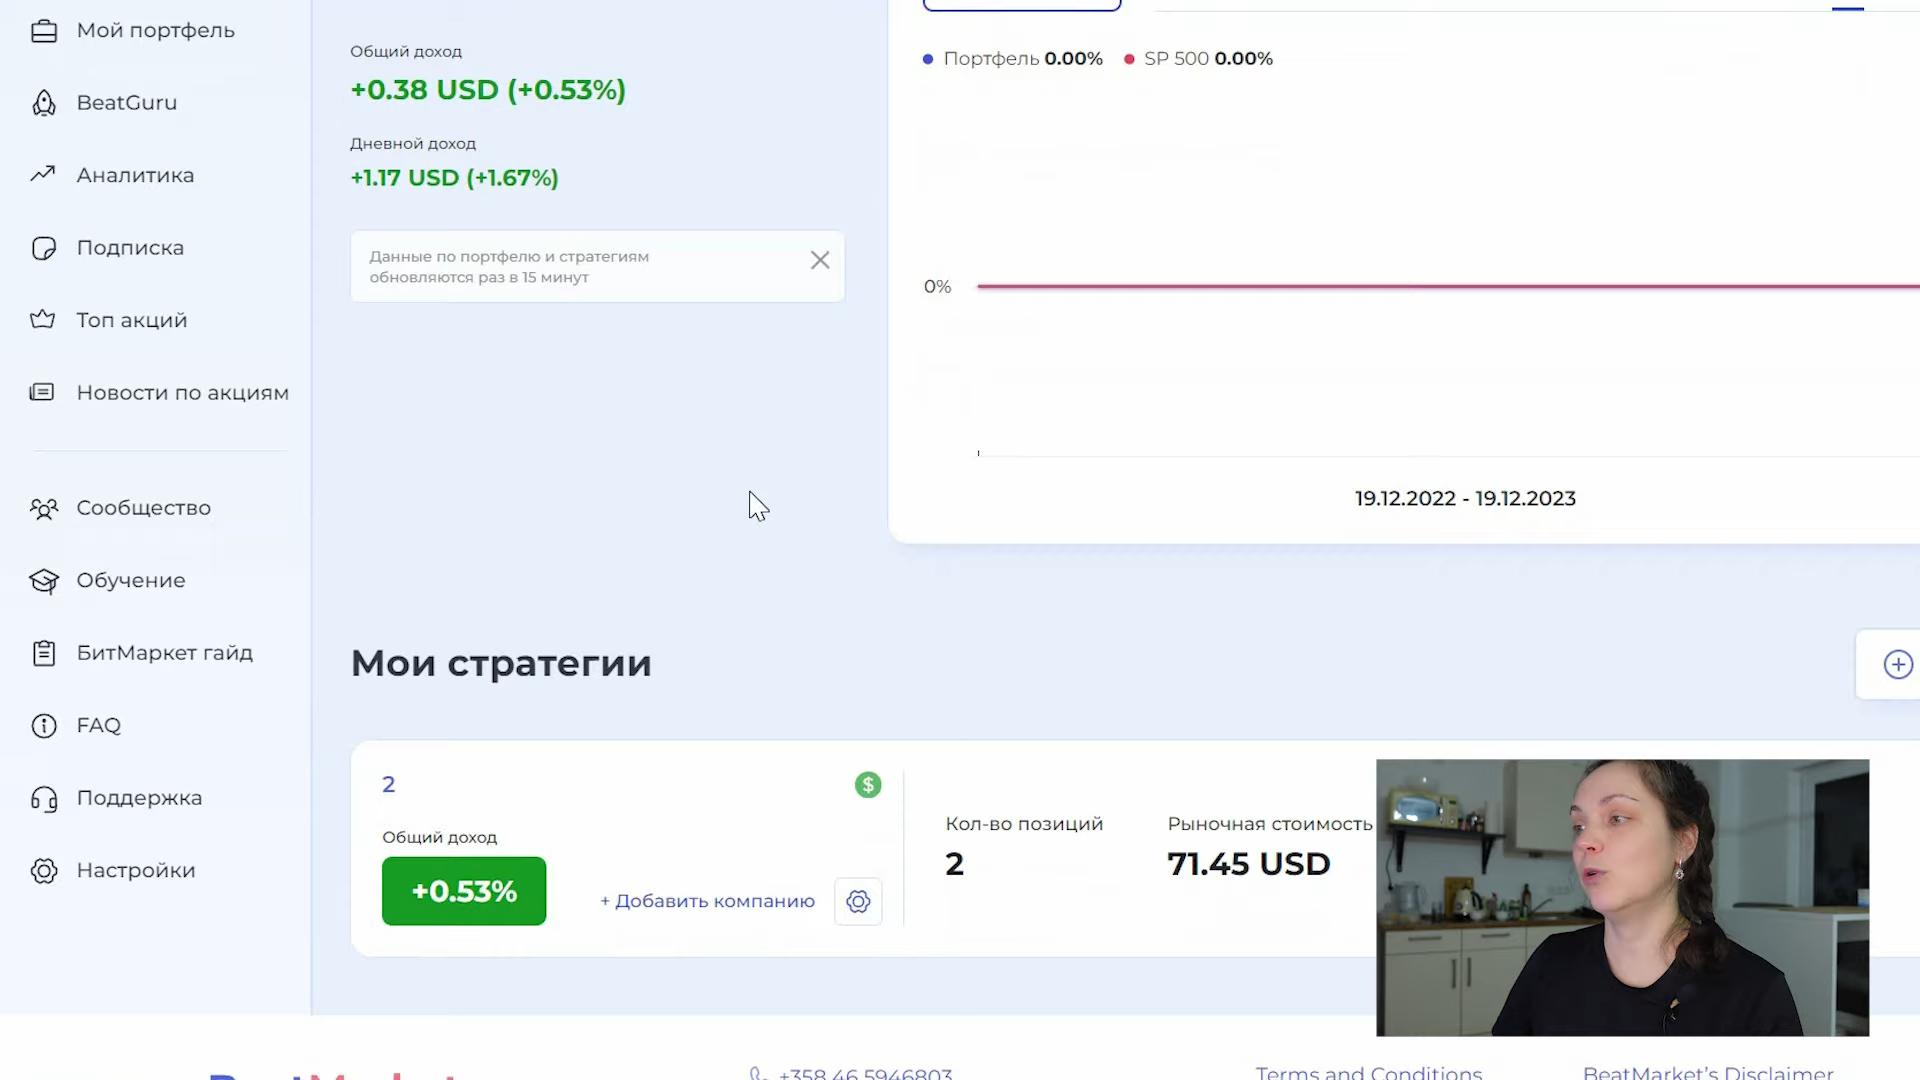 Мой портфель
BeatGuru
Аналитика
Подписка
Топ акций
Новости по акциям
Сообщество
Обучение
БитМаркет гайд
FAQ
Поддержка
Настройки
Общий доход
+0.38 USD (+0.53%)
Дневной доход
+1.17 USD (+1.67%)
Данные по портфелю и стратегиям
обновляются раз в 15 минут
Портфель 0.00% SP 500 0.00%
0%
19.12.2022 - 19.12.2023
Мои стратегии
2
$
Общий доход
+0.53%
+ Добавить компанию
Кол-во позиций
2
Рыночная стоимость
71.45 USD
BeatMarket
+358 46 5946803
Terms and Conditions
BeatMarket’s Disclaimer